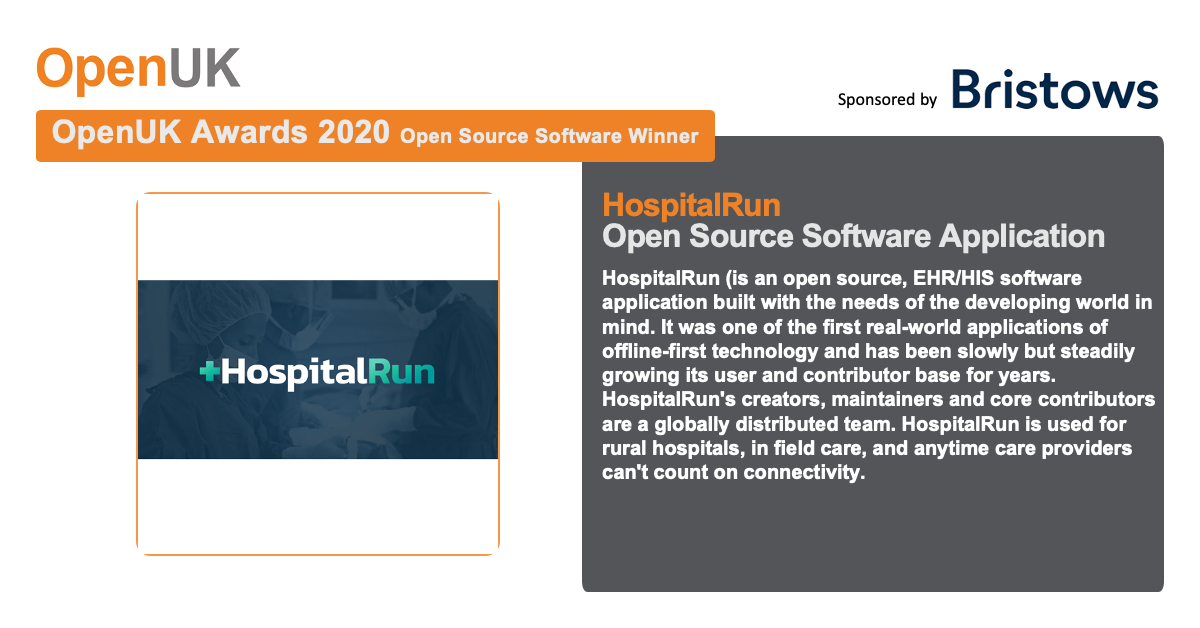 OpenUK
Sponsored by Bristows
OpenUK Awards 2020 Open Source Software Winner
+HospitalRun
HospitalRun
Open Source Software Application
HospitalRun (is an open source, EHR/HIS software
application built with the needs of the developing world in
mind. It was one of the first real-world applications of
offline-first technology and has been slowly but steadily
growing its user and contributor base for years.
HospitalRun's creators, maintainers and core contributors
are a globally distributed team. HospitalRun is used for
rural hospitals, in field care, and anytime care providers
can't count on connectivity.